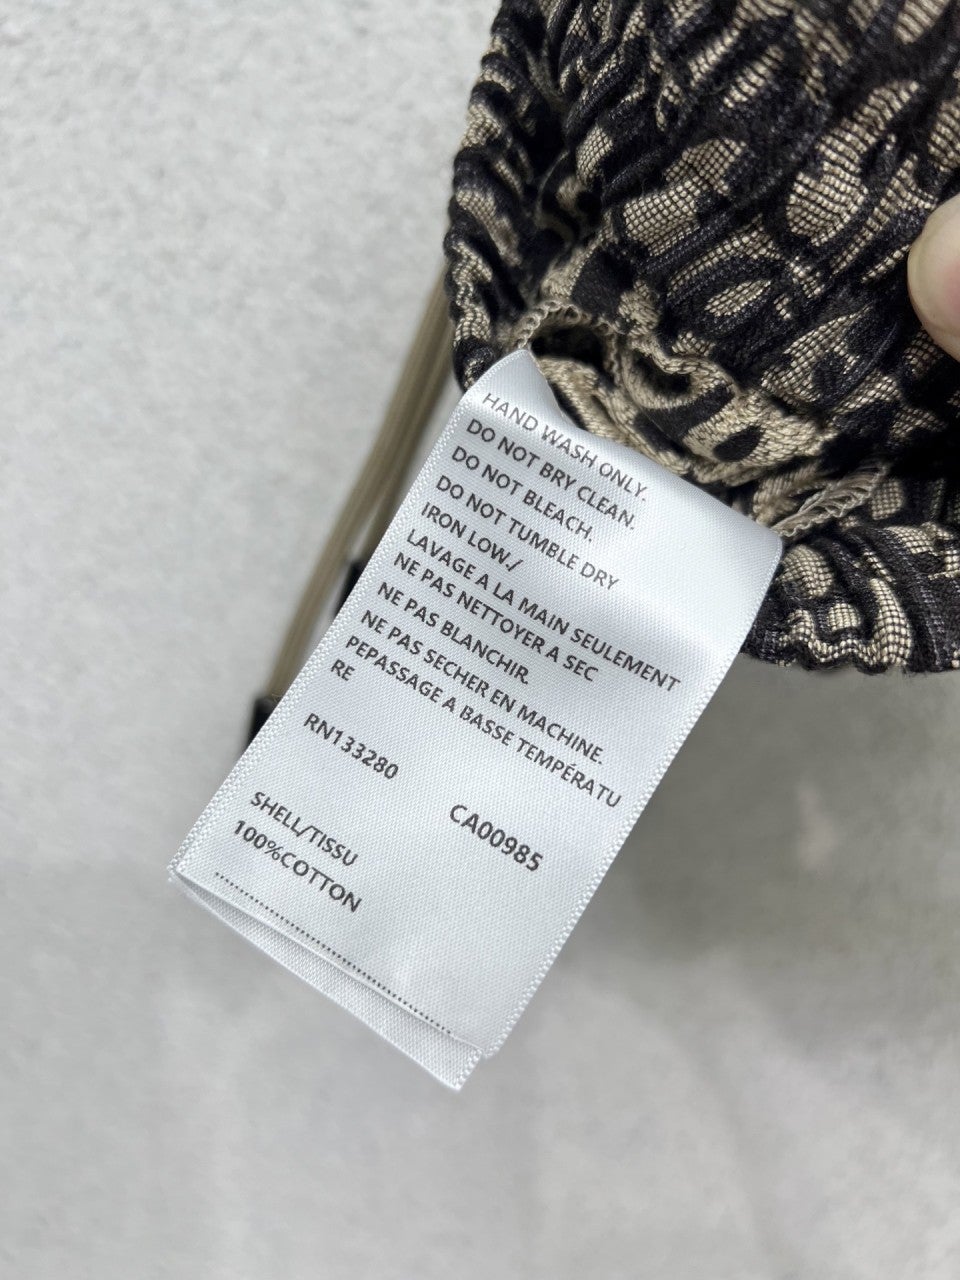 HAND WASH ONLY.
DO NOT BRY CLEAN.
DO NOT BLEACH.
DO NOT TUMBLE DRY
IRON LOW./
LAVAGE A LA MAIN SEULEMENT
NE PAS NETTOYER A SEC
NE PAS BLANCHIR.
NE PAS SECHER EN MACHINE.
PEPASSAGE A BASSE TEMPÉRATU
RE
RN133280
CA00985
SHELL/TISSU
100%COTTON